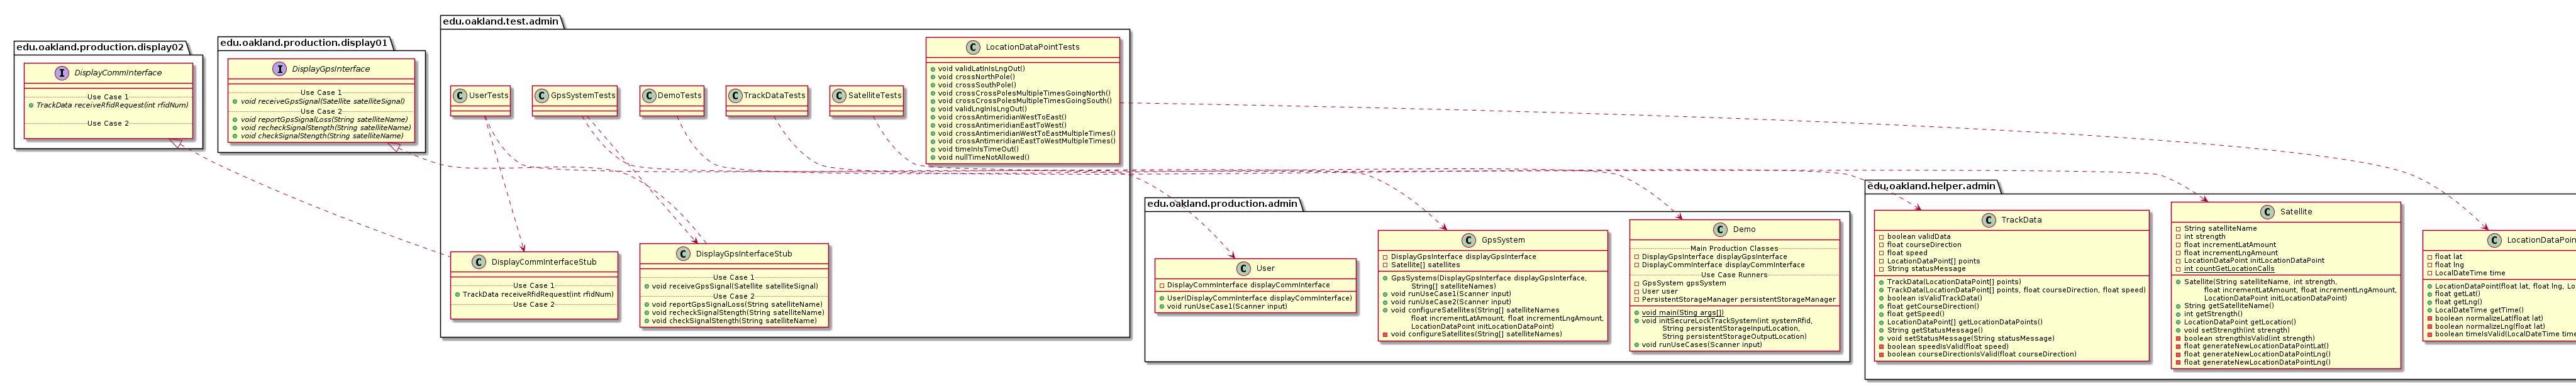 edu.oakland.production.display02
I DisplayCommInterface
Use Case 1
TrackData receiveRfidRequest(int rfidNum)
Use Case 2
edu.oakland.production.display01
I DisplayGpsInterface
Use Case 1
void receiveGpsSignal(Satellite satelliteSignal)
Use Case 2
void reportGpsSignalLoss(String satelliteName)
void recheckSignalStength(String satelliteName)
void checkSignalStength(String satelliteName)
edu.oakland.test.admin
C UserTests
C GpsSystemTests
C DemoTests
C TrackDataTests
C SatelliteTests
C LocationDataPointTests
void validLatInIsLngOut()
void crossNorthPole()
void crossSouthPole()
void crossCrossPolesMultipleTimesGoingNorth()
void crossCrossPolesMultipleTimesGoingSouth()
void validLngInIsLngOut()
void crossAntimeridianWestToEast()
void crossAntimeridianEastToWest()
void crossAntimeridianWestToEastMultipleTimes()
void crossAntimeridianEastToWestMultipleTimes()
void timeInIsTimeOut()
void nullTimeNotAllowed()
C DisplayCommInterfaceStub
Use Case 1
TrackData receiveRfidRequest(int rfidNum)
Use Case 2
C DisplayGpsInterfaceStub
Use Case 1
void receiveGpsSignal(Satellite satelliteSignal)
Use Case 2
void reportGpsSignalLoss(String satelliteName)
void recheckSignalStength(String satelliteName)
void checkSignalStength(String satelliteName)
edu.oakland.production.admin
C User
DisplayCommInterface displayCommInterface
User(DisplayCommInterface displayCommInterface)
void runUseCase1(Scanner input)
C GpsSystem
DisplayGpsInterface displayGpsInterface
Satellite[] satellites
GpsSystems(DisplayGpsInterface displayGpsInterface,
String[] satelliteNames)
void runUseCase1(Scanner input)
void runUseCase2(Scanner input)
void configureSatellites(String[] satelliteNames
float incrementLatAmount, float incrementLngAmount,
LocationDataPoint initLocationDataPoint)
void configureSatellites(String[] satelliteNames)
C Demo
Main Production Classes
DisplayGpsInterface displayGpsInterface
DisplayCommInterface displayCommInterface
Use Case Runners
GpsSystem gpsSystem
User user
PersistentStorageManager persistentStorageManager
void main(Sting args[])
void initSecureLockTrackSystem(int systemRfid,
String persistentStorageInputLocation,
String persistentStorageOutputLocation)
void runUseCases(Scanner input)
edu.oakland.helper.admin
C TrackData
boolean validData
float courseDirection
float speed
LocationDataPoint[] points
String statusMessage
TrackData(LocationDataPoint[] points)
TrackData(LocationDataPoint[] points, float courseDirection, float speed)
boolean isValidTrackData()
float getCourseDirection()
float getSpeed()
LocationDataPoint[] getLocationDataPoints()
String getStatusMessage()
void setStatusMessage(String statusMessage)
boolean speedIsValid(float speed)
boolean courseDirectionIsValid(float courseDirection)
C Satellite
String satelliteName
int strength
float incrementLatAmount
float incrementLngAmount
LocationDataPoint initLocationDataPoint
int countGetLocationCalls
Satellite(String satelliteName, int strength,
float incrementLatAmount, float incrementLngAmount,
LocationDataPoint initLocationDataPoint)
String getSatelliteName()
int getStrength()
LocationDataPoint getLocation()
void setStrength(int strength)
boolean strengthIsValid(int strength)
float generateNewLocationDataPointLat()
float generateNewLocationDataPointLng()
float generateNewLocationDataPointLng()
C LocationDataPoin
float lat
float lng
LocalDateTime time
LocationDataPoint(float lat, float lng, Lo
float getLat()
float getLng()
LocalDateTime getTime()
boolean normalizeLat(float lat)
boolean normalizeLng(float lat)
boolean timeIsValid(LocalDateTime time